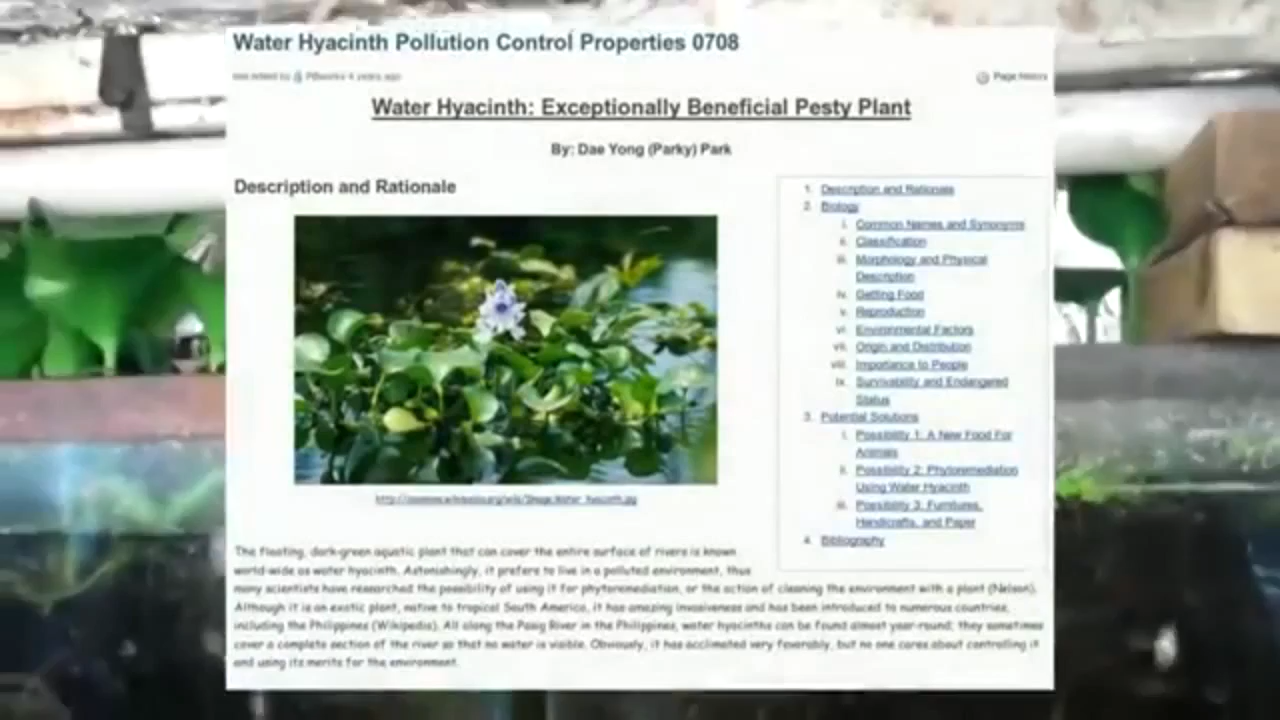 Water Hyacinth Pollution Control Properties 0708
last edited by PBworks 4 years ago
Page history
Water Hyacinth: Exceptionally Beneficial Pesty Plant
By: Dae Yong (Parky) Park
Description and Rationale
1. Description and Rationale
2. Biology
i. Common Names and Synonyms
ii. Classification
iii. Morphology and Physical
Description
iv. Getting Food
v. Reproduction
vi. Environmental Factors
vii. Origin and Distribution
viii. Importance to People
ix. Survivability and Endangered
Status
3. Potential Solutions
i. Possibility 1: A New Food For
Animals
ii. Possibility 2: Phytoremediation
Using Water Hyacinth
iii. Possibility 3: Furnitures,
Handicrafts, and Paper
4. Bibliography
The floating, dark-green aquatic plant that can cover the entire surface of rivers is known
world-wide as water hyacinth. Astonishingly, it prefers to live in a polluted environment, thus
many scientists have researched the possibility of using it for phytoremediation, or the action of cleaning the environment with a plant (Nelson).
Although it is an exotic plant, native to tropical South America, it has amazing invasiveness and has been introduced to numerous countries,
including the Philippines (Wikipedia). All along the Pasig River in the Philippines, water hyacinths can be found almost year-round; they sometimes
cover a complete section of the river so that no water is visible. Obviously, it has acclimated very favorably, but no one cares about controlling it
and using its merits for the environment.